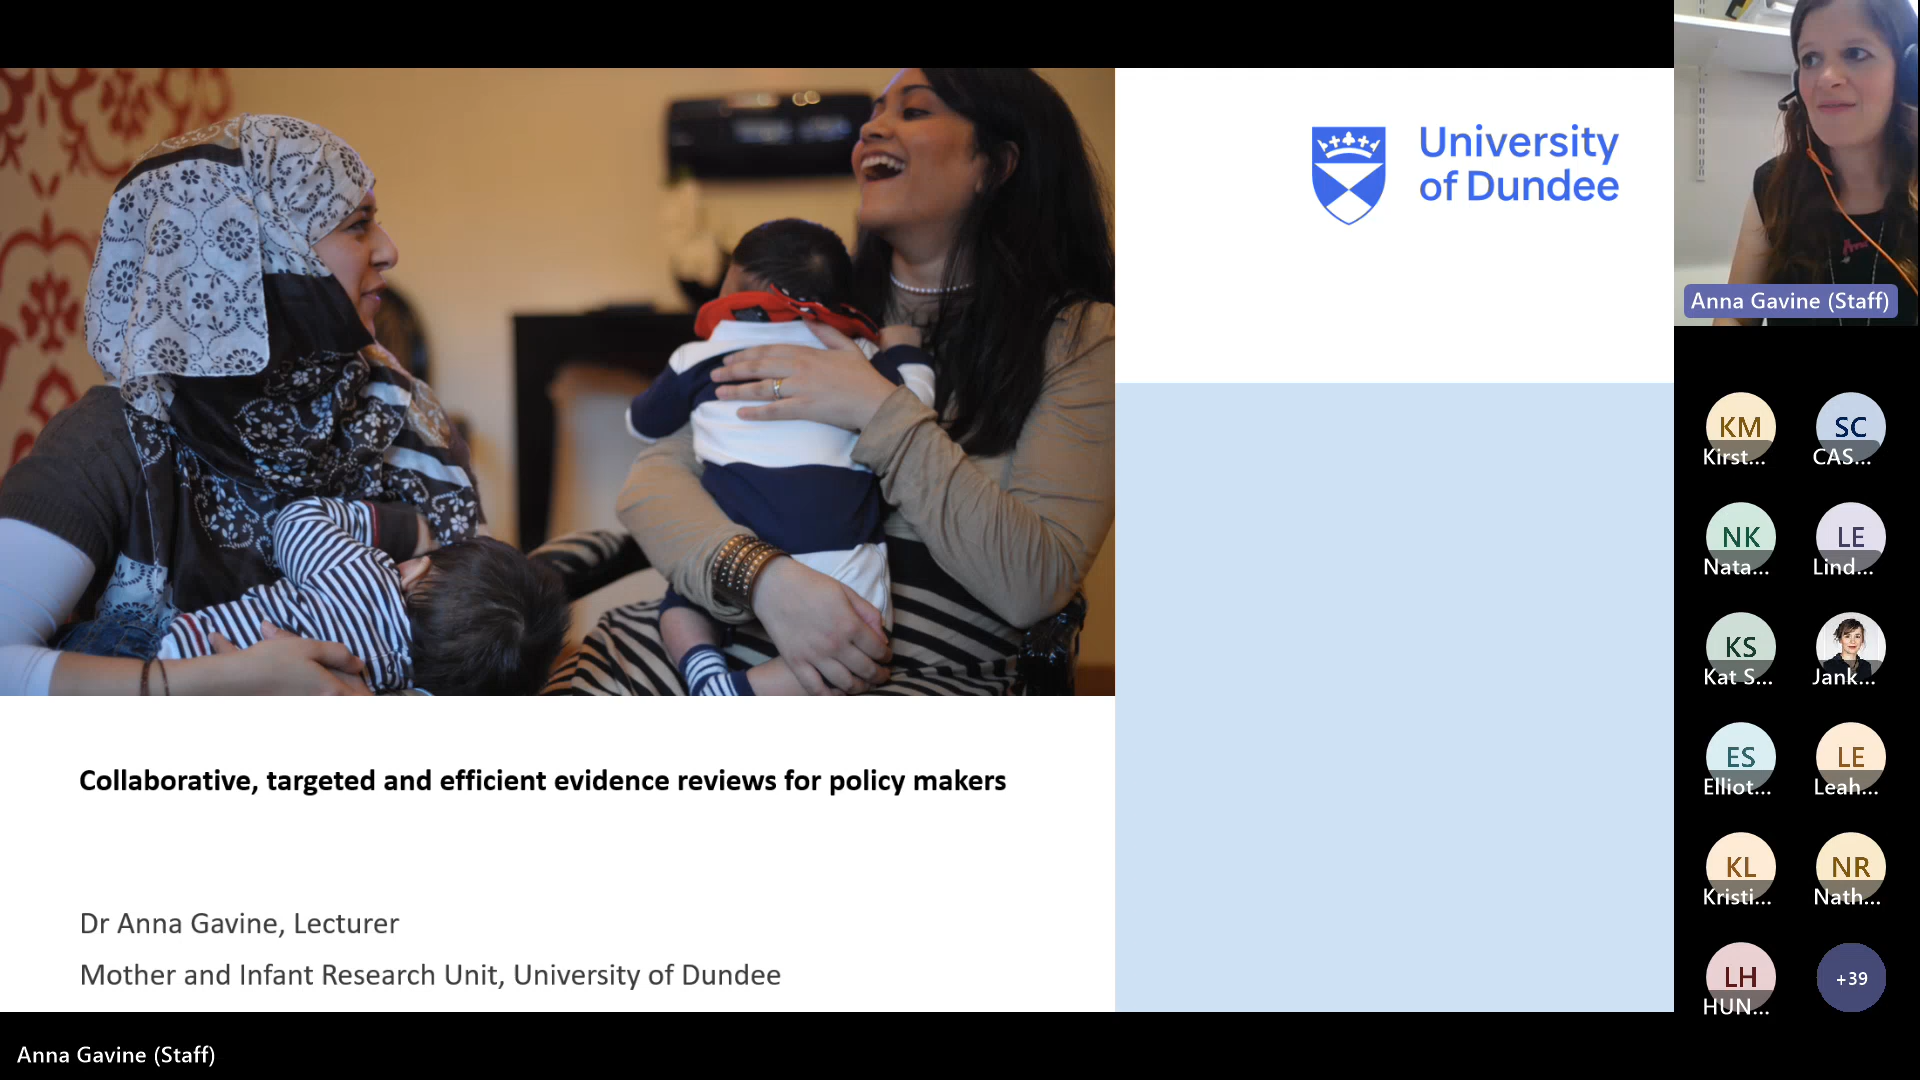 University
of Dundee
Anna Gavine (Staff)
KM
Kirst...
SC
CAS...
NK
Nata...
LE
Lind...
KS
Kat S...
Jank...
ES
Elliot...
LE
Leah...
KL
Kristi...
NR
Nath...
LH
HUN...
+39
Collaborative, targeted and efficient evidence reviews for policy makers
Dr Anna Gavine, Lecturer
Mother and Infant Research Unit, University of Dundee
Anna Gavine (Staff)